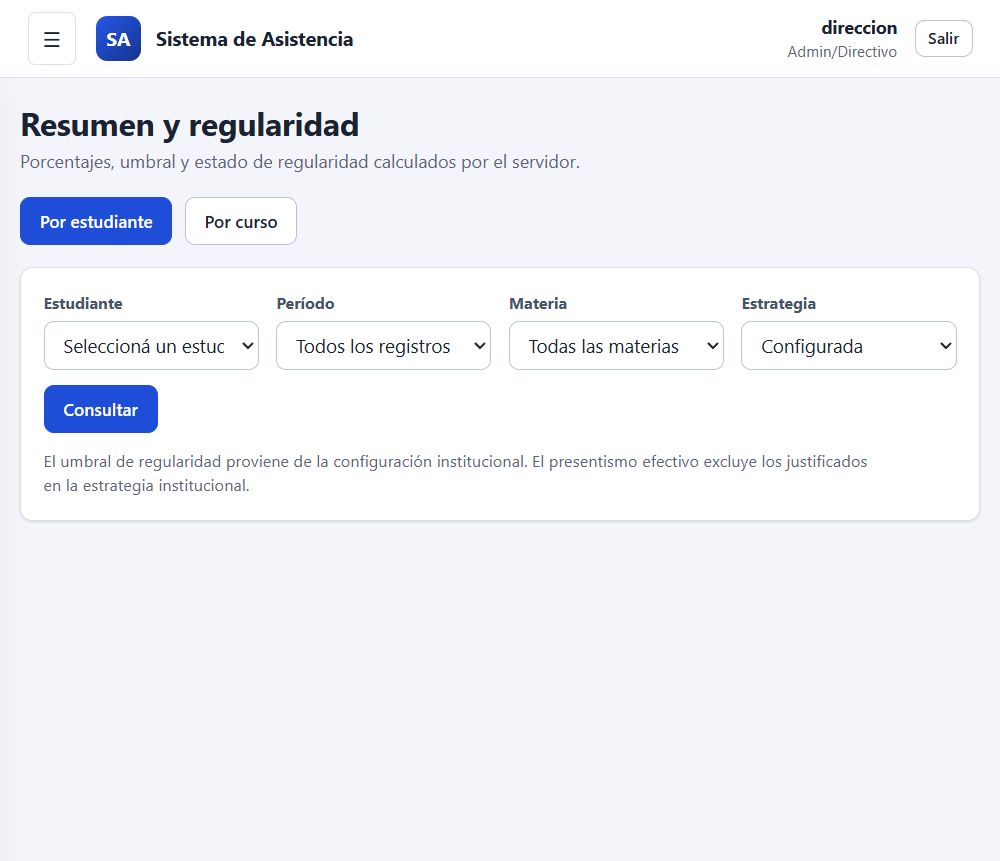 ☰
SA
Sistema de Asistencia
direccion
Admin/Directivo
Salir
Resumen y regularidad
Porcentajes, umbral y estado de regularidad calculados por el servidor.
Por estudiante
Por curso
Estudiante
Período
Materia
Estrategia
Seleccioná un estuc
Todos los registros
Todas las materias
Configurada
Consultar
El umbral de regularidad proviene de la configuración institucional. El presentismo efectivo excluye los justificados
en la estrategia institucional.